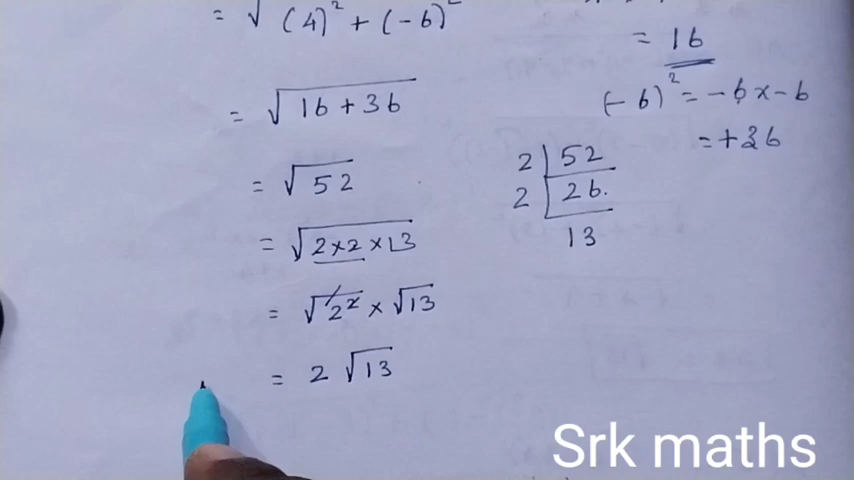 = √(4)² + (-6)²
= √16 + 36
= √52
= √2×2×13
= √2² × √13
= 2 √13
= 16
(-6)² = -6x-6
= +36
2 | 52
2 | 26.
13
Srk maths